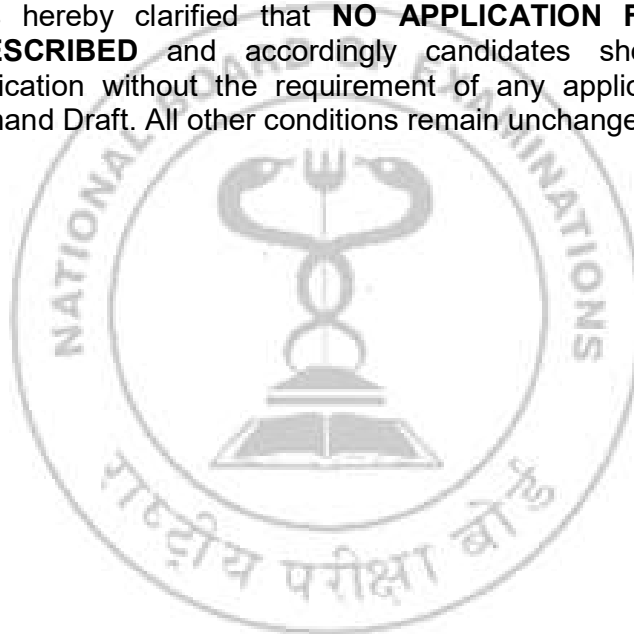 hereby clarified that NO APPLICATION F
ESCRIBED and accordingly candidates sho
ication without the requirement of any applic
nand Draft. All other conditions remain unchange
NATIONAL BOARD OF EXAMINATIONS
राष्ट्रीय परीक्षा बोर्ड